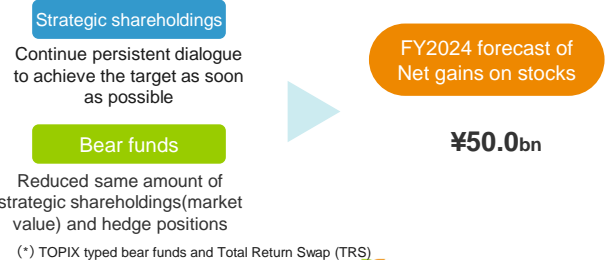 Strategic shareholdings
Continue persistent dialogue
to achieve the target as soon
as possible
Bear funds
Reduced same amount of
strategic shareholdings(market
value) and hedge positions
(*) TOPIX typed bear funds and Total Return Swap (TRS)
FY2024 forecast of
Net gains on stocks
¥50.0bn